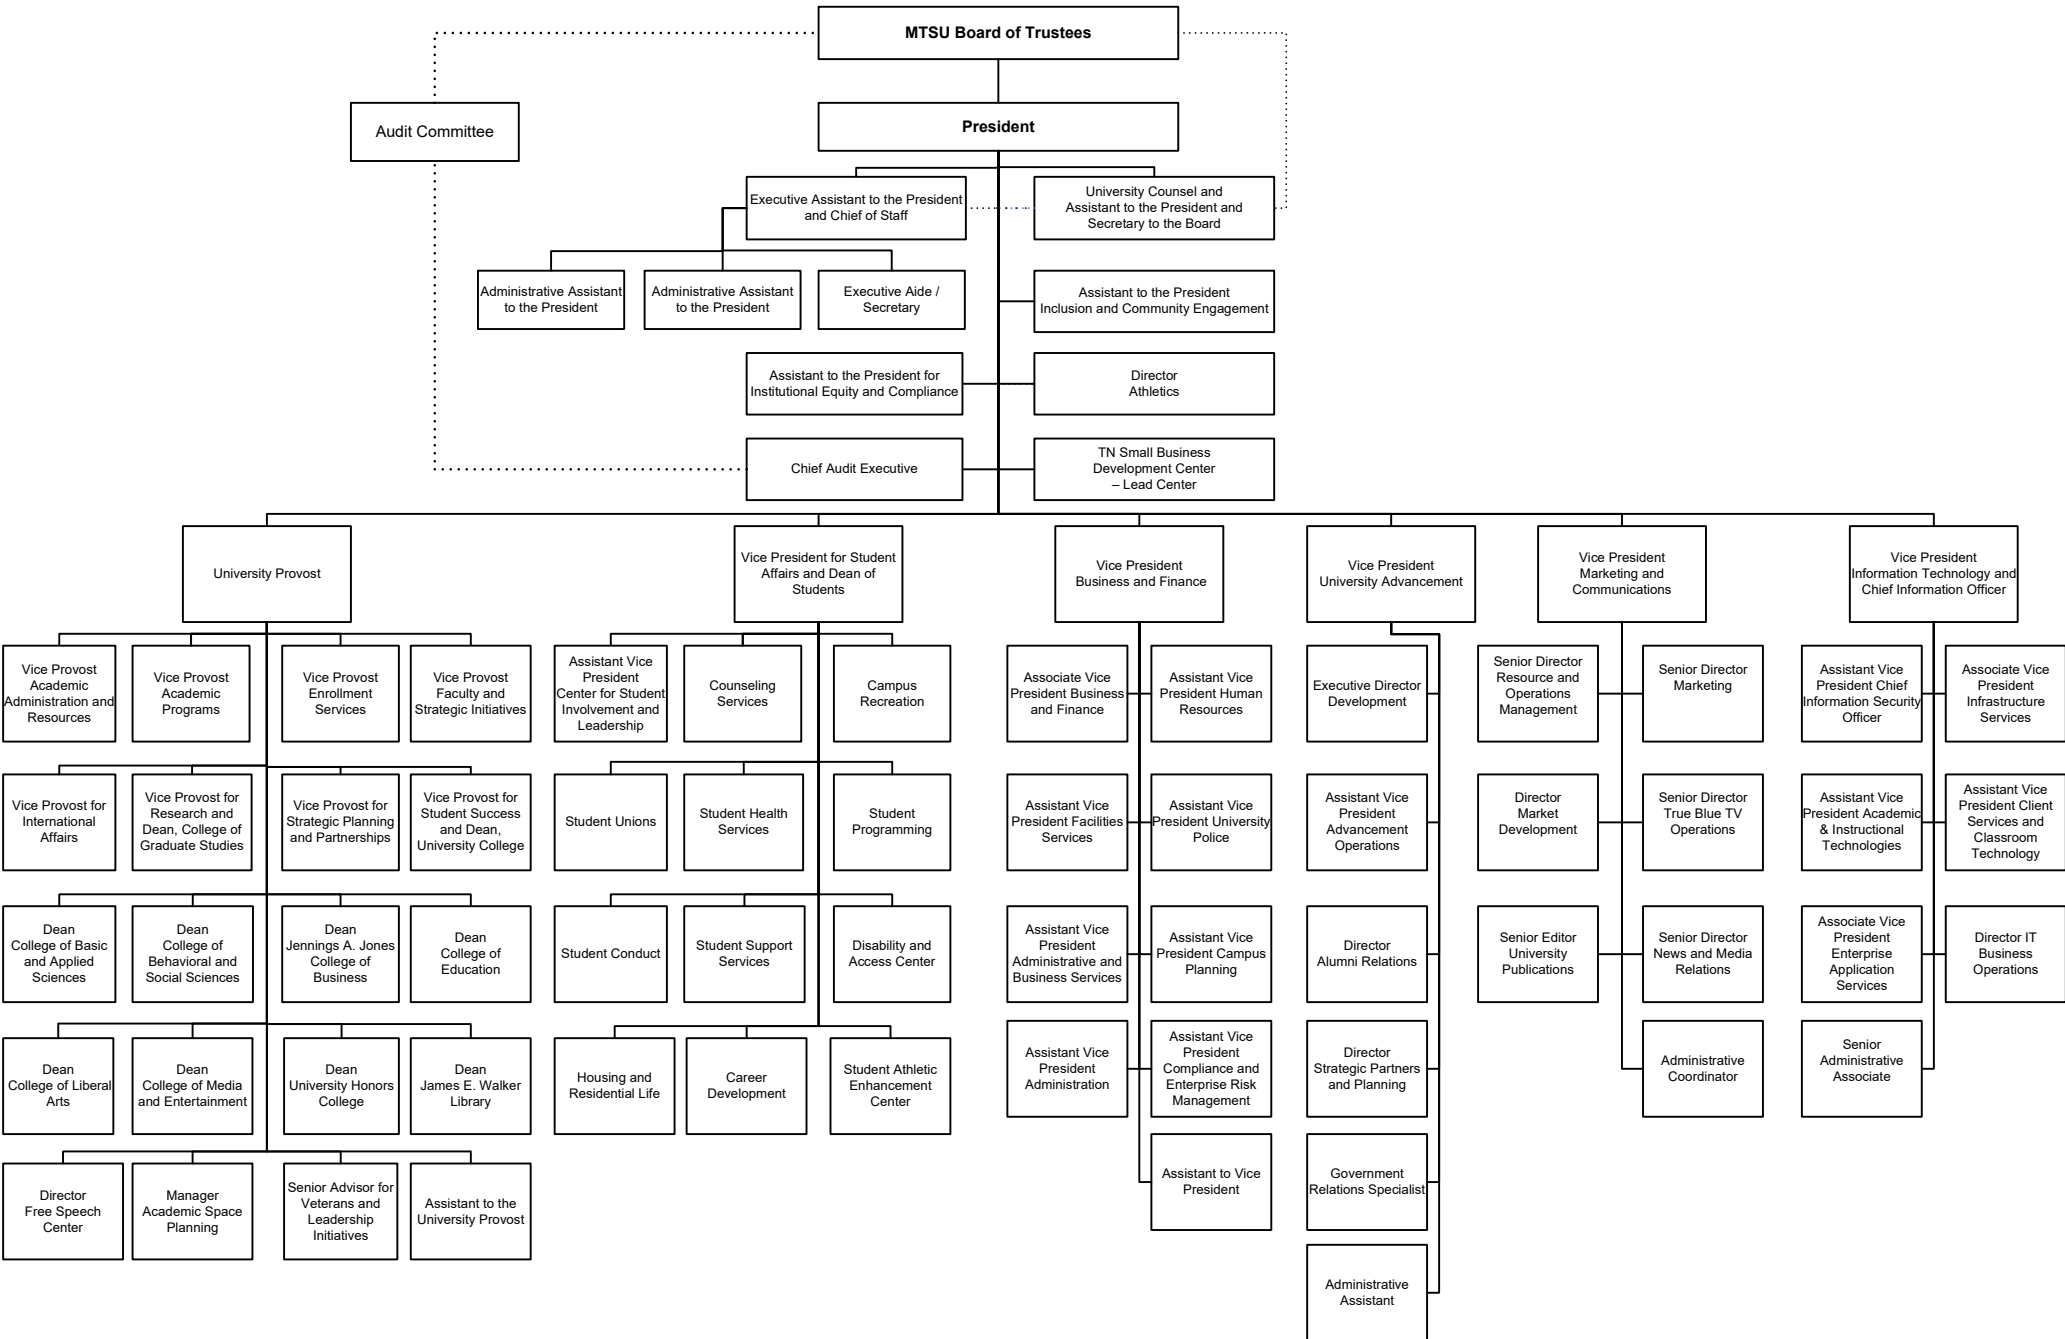 MTSU Board of Trustees
Audit Committee
President
Executive Assistant to the President
and Chief of Staff
University Counsel and
Assistant to the President and
Secretary to the Board
Administrative Assistant
to the President
Administrative Assistant
to the President
Executive Aide /
Secretary
Assistant to the President
Inclusion and Community Engagement
Assistant to the President for
Institutional Equity and Compliance
Director
Athletics
Chief Audit Executive
TN Small Business
Development Center
– Lead Center
University Provost
Vice President for Student
Affairs and Dean of
Students
Vice President
Business and Finance
Vice President
University Advancement
Vice President
Marketing and
Communications
Vice President
Information Technology and
Chief Information Officer
Vice Provost
Academic
Administration and
Resources
Vice Provost
Academic
Programs
Vice Provost
Enrollment
Services
Vice Provost
Faculty and
Strategic Initiatives
Assistant Vice
President
Center for Student
Involvement and
Leadership
Counseling
Services
Campus
Recreation
Associate Vice
President Business
and Finance
Assistant Vice
President Human
Resources
Executive Director
Development
Senior Director
Resource and
Operations
Management
Senior Director
Marketing
Assistant Vice
President Chief
Information Security
Officer
Associate Vice
President
Infrastructure
Services
Vice Provost for
International
Affairs
Vice Provost for
Research and
Dean, College of
Graduate Studies
Vice Provost for
Strategic Planning
and Partnerships
Vice Provost for
Student Success
and Dean,
University College
Student Unions
Student Health
Services
Student
Programming
Assistant Vice
President Facilities
Services
Assistant Vice
President University
Police
Assistant Vice
President
Advancement
Operations
Director
Market
Development
Senior Director
True Blue TV
Operations
Assistant Vice
President Academic
& Instructional
Technologies
Assistant Vice
President Client
Services and
Classroom
Technology
Dean
College of Basic
and Applied
Sciences
Dean
College of
Behavioral and
Social Sciences
Dean
Jennings A. Jones
College of
Business
Dean
College of
Education
Student Conduct
Student Support
Services
Disability and
Access Center
Assistant Vice
President
Administrative and
Business Services
Assistant Vice
President Campus
Planning
Director
Alumni Relations
Senior Editor
University
Publications
Senior Director
News and Media
Relations
Associate Vice
President
Enterprise
Application
Services
Director IT
Business
Operations
Dean
College of Liberal
Arts
Dean
College of Media
and Entertainment
Dean
University Honors
College
Dean
James E. Walker
Library
Housing and
Residential Life
Career
Development
Student Athletic
Enhancement
Center
Assistant Vice
President
Administration
Assistant Vice
President
Compliance and
Enterprise Risk
Management
Director
Strategic Partners
and Planning
Administrative
Coordinator
Senior
Administrative
Associate
Director
Free Speech
Center
Manager
Academic Space
Planning
Senior Advisor for
Veterans and
Leadership
Initiatives
Assistant to the
University Provost
Assistant to Vice
President
Government
Relations Specialist
Administrative
Assistant